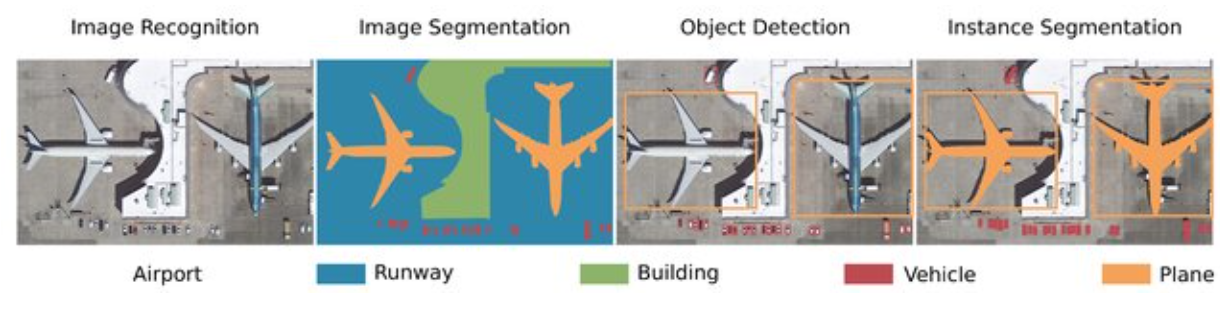 Image Recognition
Image Segmentation
Object Detection
Instance Segmentation
Airport
Runway
Building
Vehicle
Plane